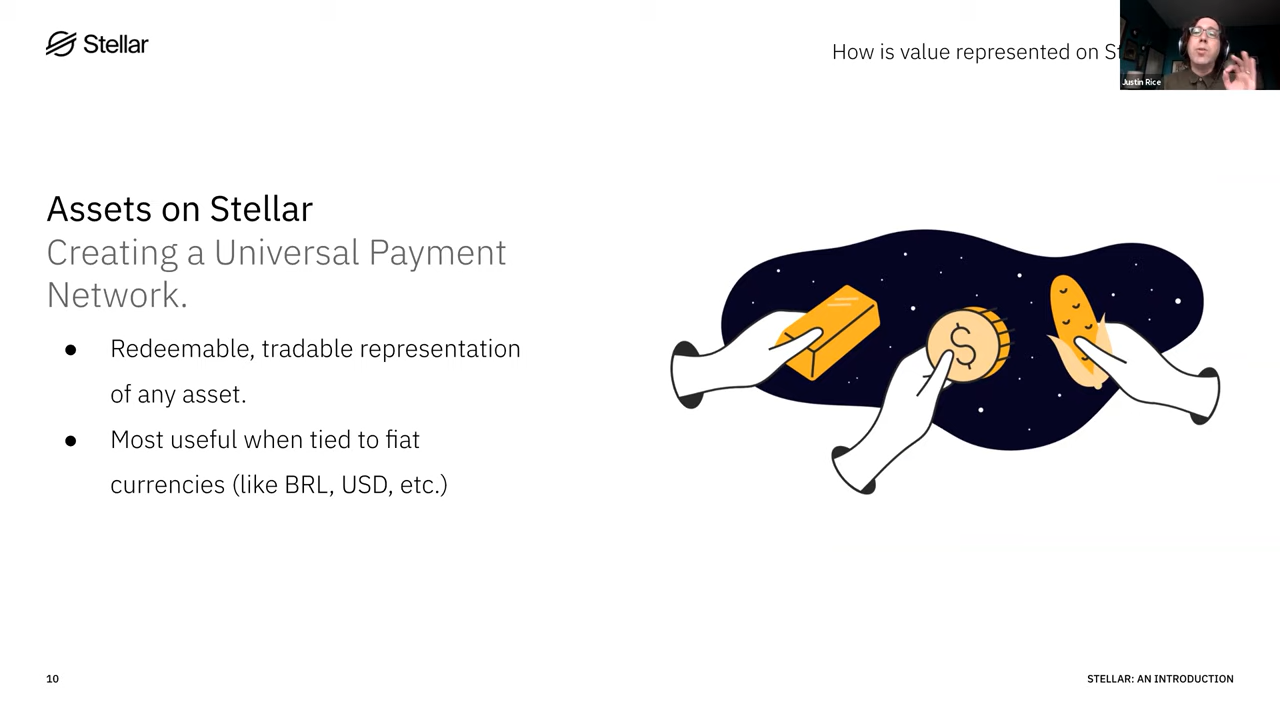 Stellar
How is value represented on St
Justin Rice
Assets on Stellar
Creating a Universal Payment
Network.
● Redeemable, tradable representation
of any asset.
● Most useful when tied to fiat
currencies (like BRL, USD, etc.)
$
10
STELLAR: AN INTRODUCTION